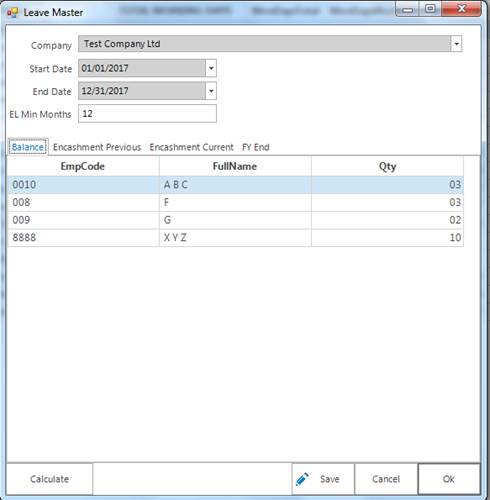 Leave Master
Company Test Company Ltd
Start Date 01/01/2017
End Date 12/31/2017
EL Min Months 12
Balance Encashment Previous Encashment Current FY End
EmpCode FullName Qty
0010 A B C 03
008 F 03
009 G 02
8888 X Y Z 10
Calculate Save Cancel Ok